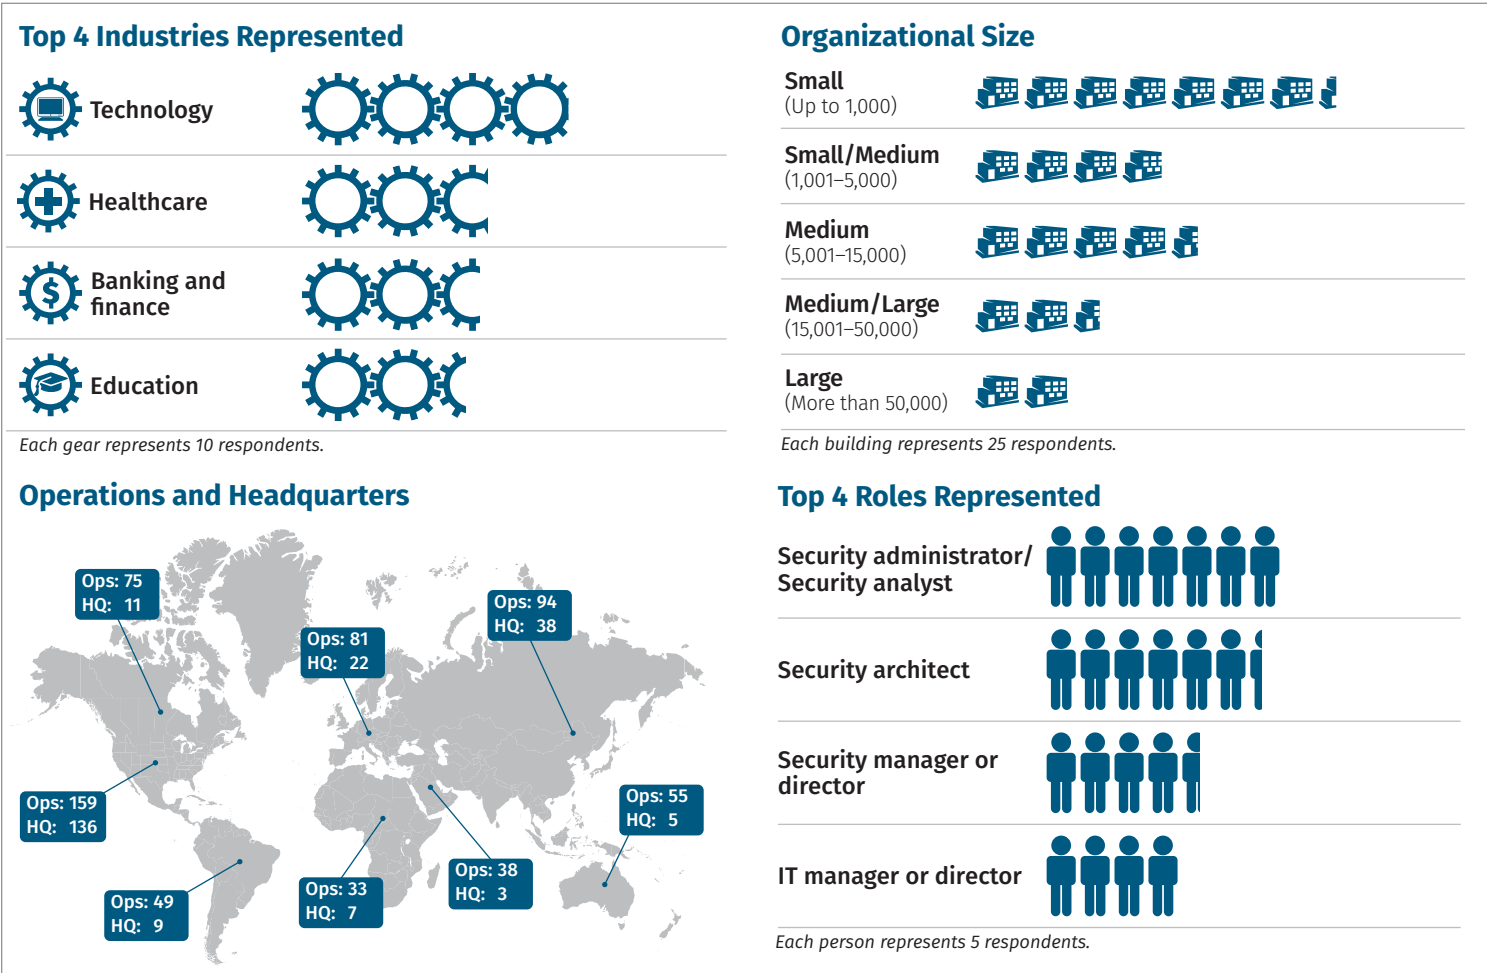 Top 4 Industries Represented
Technology
Healthcare
Banking and
finance
$
Education
Each gear represents 10 respondents.
Organizational Size
Small
(Up to 1,000)
Small/Medium
(1,001–5,000)
Medium
(5,001–15,000)
Medium/Large
(15,001–50,000)
Large
(More than 50,000)
Each building represents 25 respondents.
Operations and Headquarters
Ops: 75
HQ: 11
Ops: 81
HQ: 22
Ops: 94
HQ: 38
Ops: 159
HQ: 136
Ops: 55
HQ: 5
Ops: 49
HQ: 9
Ops: 33
HQ: 7
Ops: 38
HQ: 3
Top 4 Roles Represented
Security administrator/
Security analyst
Security architect
Security manager or
director
IT manager or director
Each person represents 5 respondents.